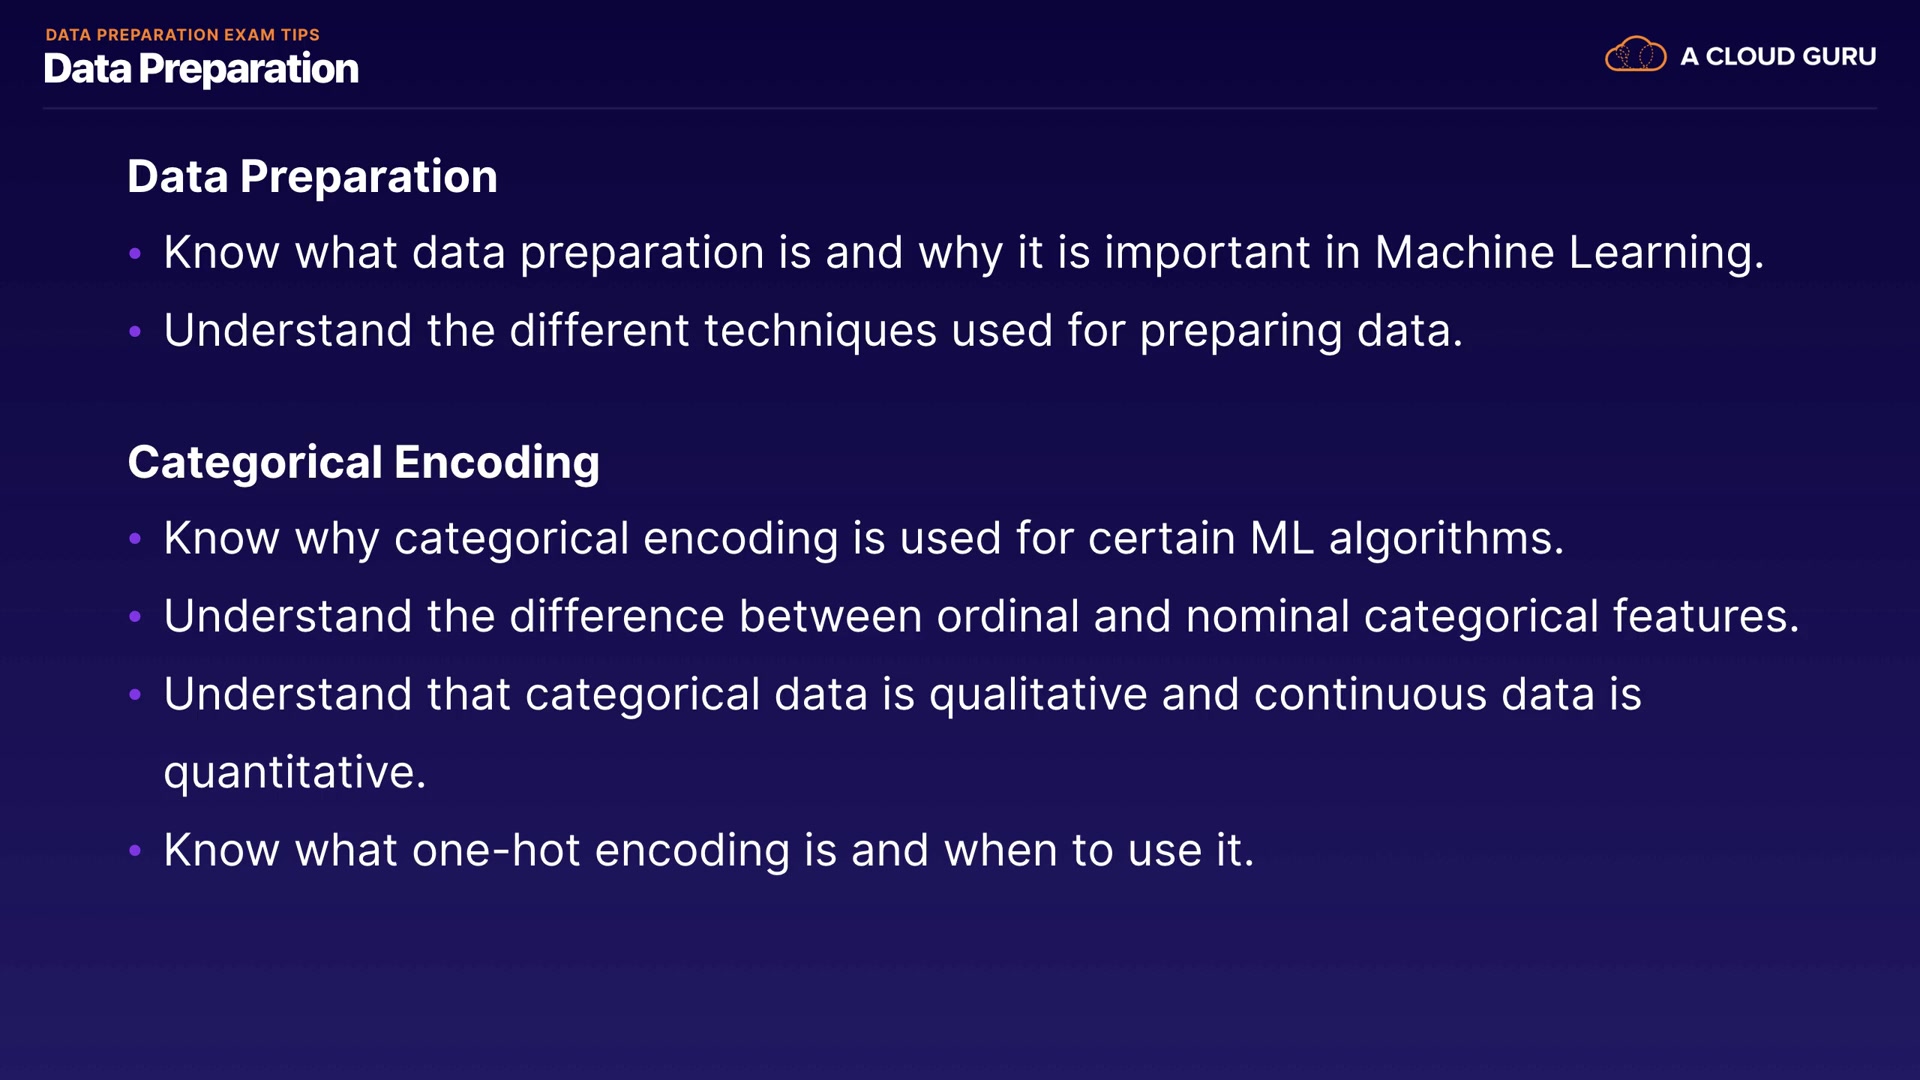 DATA PREPARATION EXAM TIPS
Data Preparation
A CLOUD GURU
Data Preparation
• Know what data preparation is and why it is important in Machine Learning.
• Understand the different techniques used for preparing data.
Categorical Encoding
• Know why categorical encoding is used for certain ML algorithms.
• Understand the difference between ordinal and nominal categorical features.
• Understand that categorical data is qualitative and continuous data is
quantitative.
• Know what one-hot encoding is and when to use it.